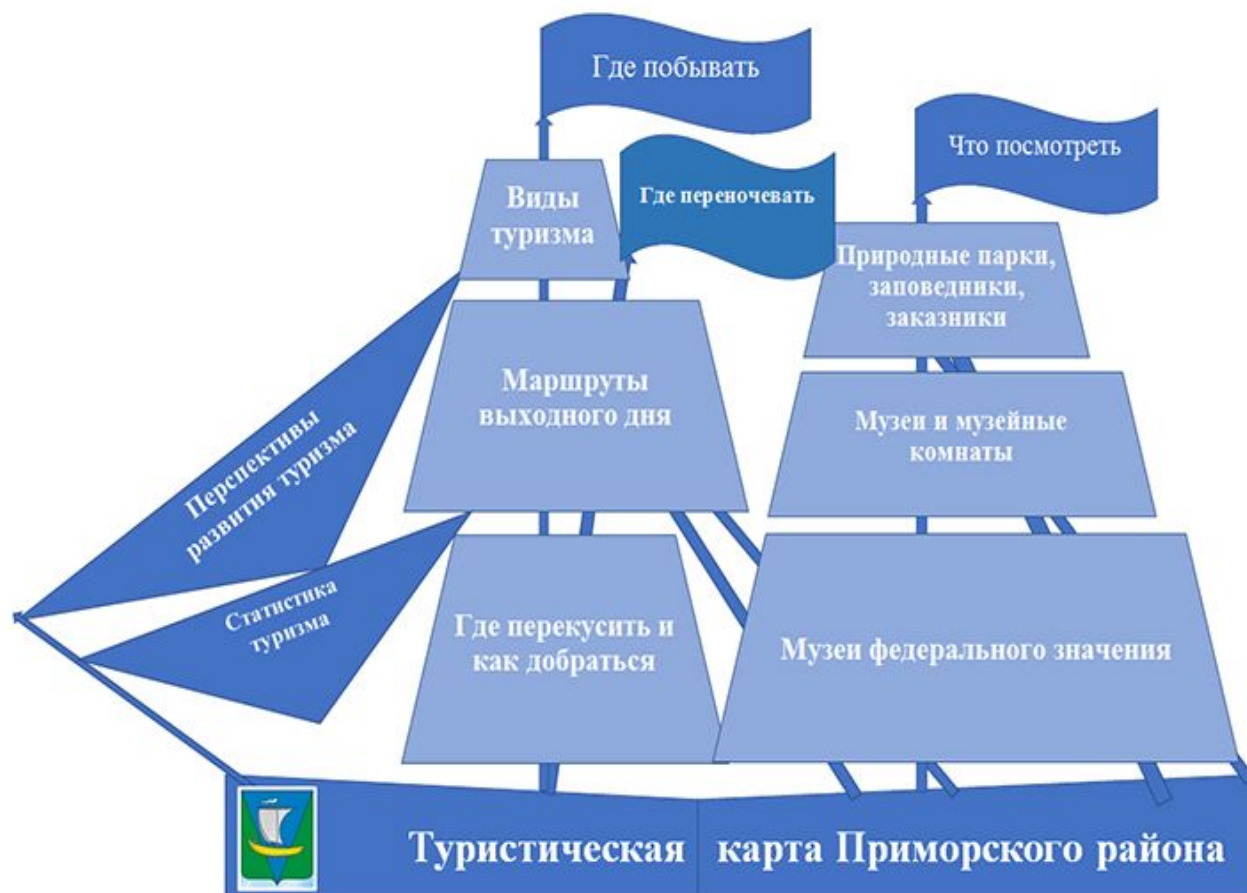 Где побывать
Что посмотреть
Виды
туризма
Где переночевать
Природные парки,
заповедники,
заказники
Маршруты
выходного дня
Музеи и музейные
комнаты
Перспективы
развития туризма
Статистика
туризма
Где перекусить и
как добраться
Музеи федерального значения
Туристическая карта Приморского района